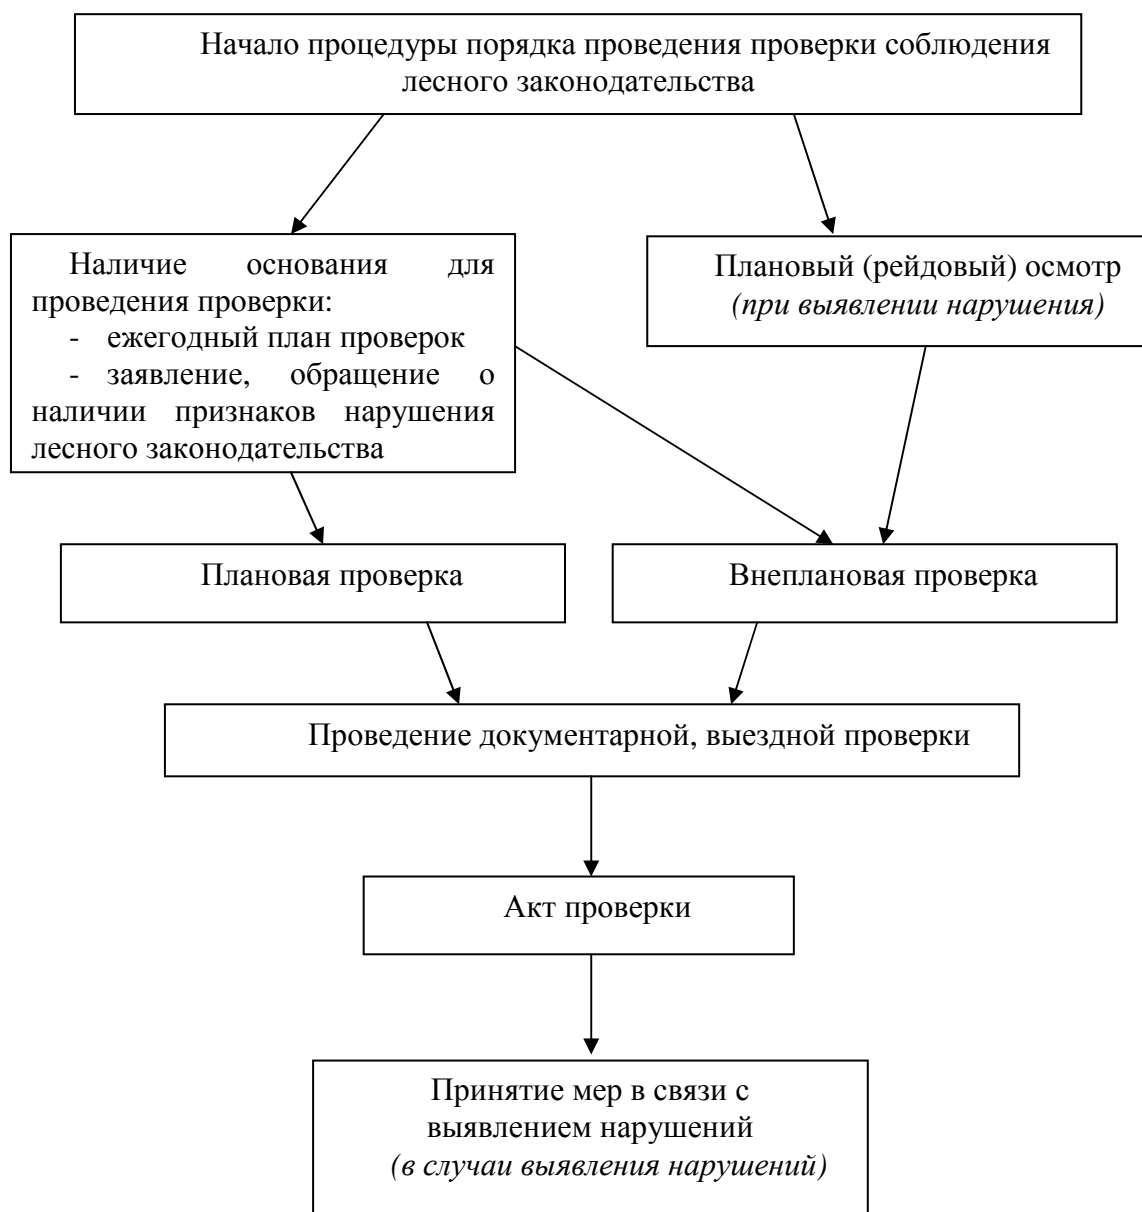 Начало процедуры порядка проведения проверки соблюдения
лесного законодательства
Наличие основания для
проведения проверки:
- ежегодный план проверок
- заявление, обращение о
наличии признаков нарушения
лесного законодательства
Плановый (рейдовый) осмотр
(при выявлении нарушения)
Плановая проверка
Внеплановая проверка
Проведение документарной, выездной проверки
Акт проверки
Принятие мер в связи с
выявлением нарушений
(в случаи выявления нарушений)